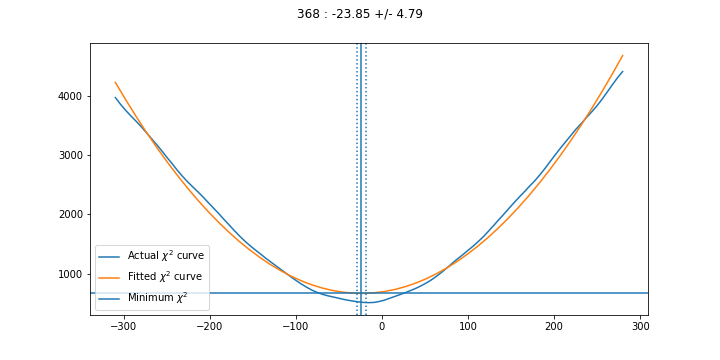 368 : -23.85 +/- 4.79
4000
3000
2000
1000
Actual χ² curve
Fitted χ² curve
Minimum χ²
−300 −200 −100 0 100 200 300